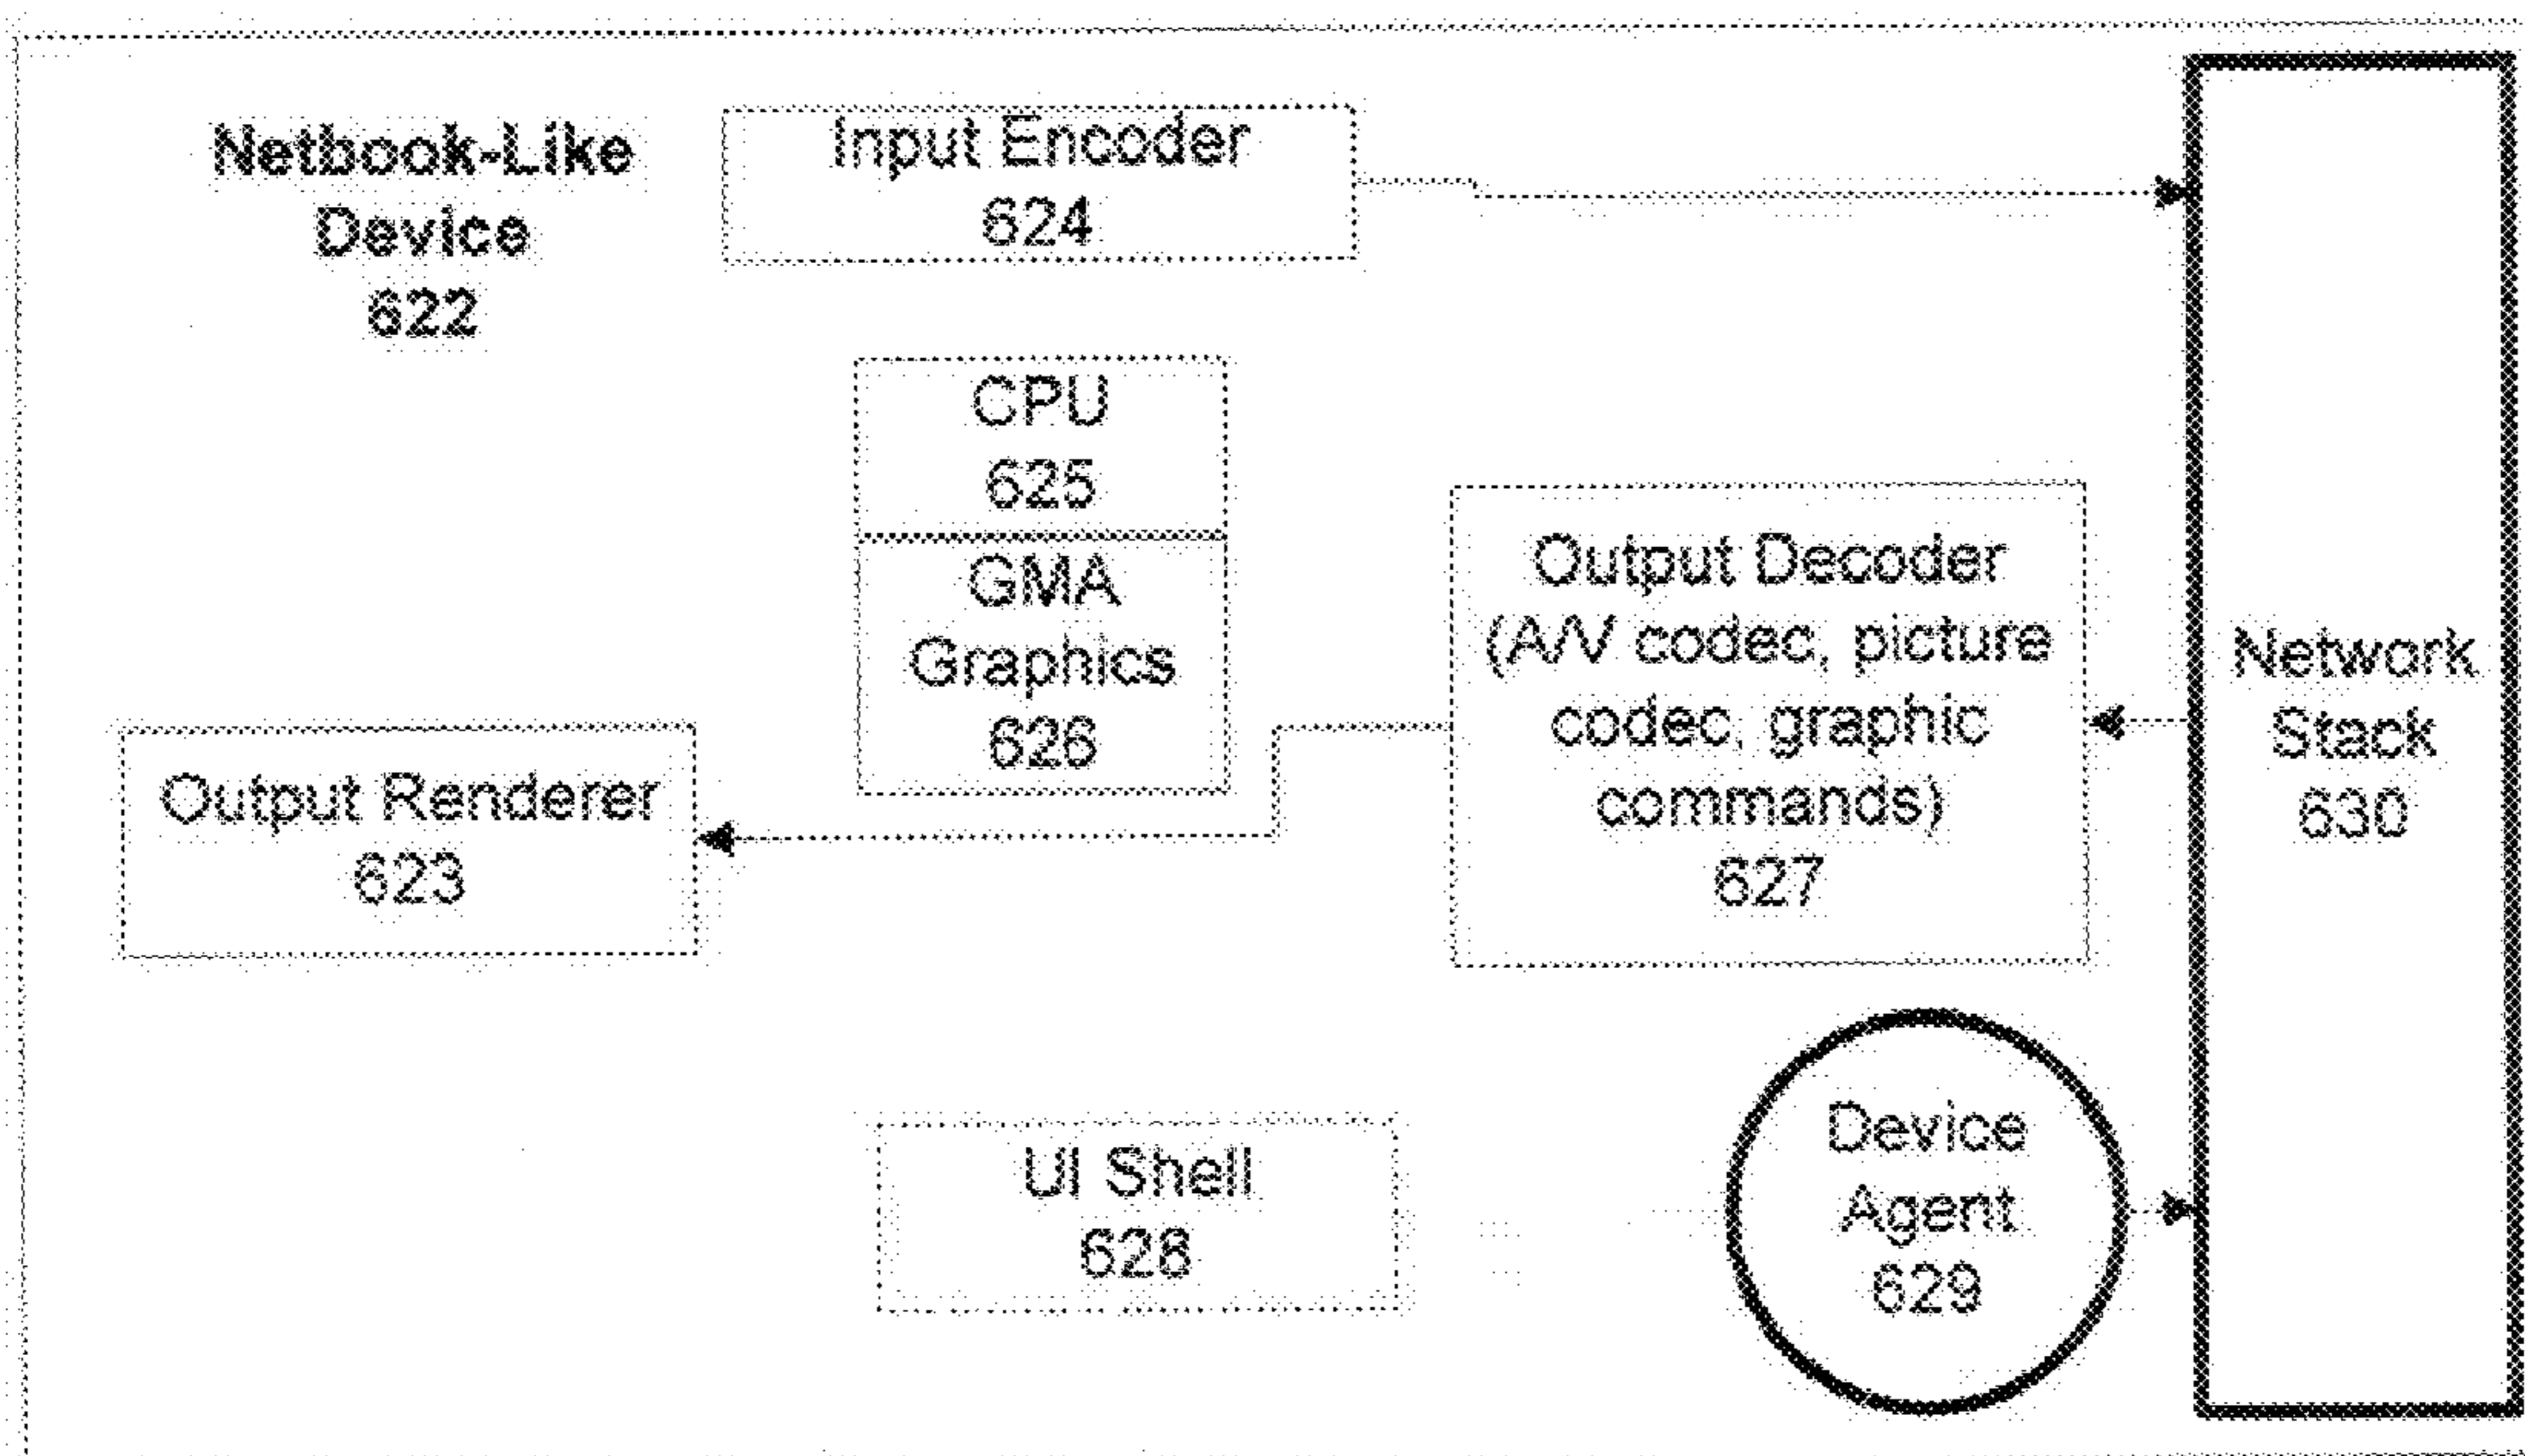 Netbook-Like
Device
622
Input Encoder
624
CPU
625
GMA
Graphics
626
Output Decoder
(A/V codec, picture
codec, graphic
commands)
627
Network
Stack
630
Output Renderer
623
UI Shell
628
Device
Agent
629